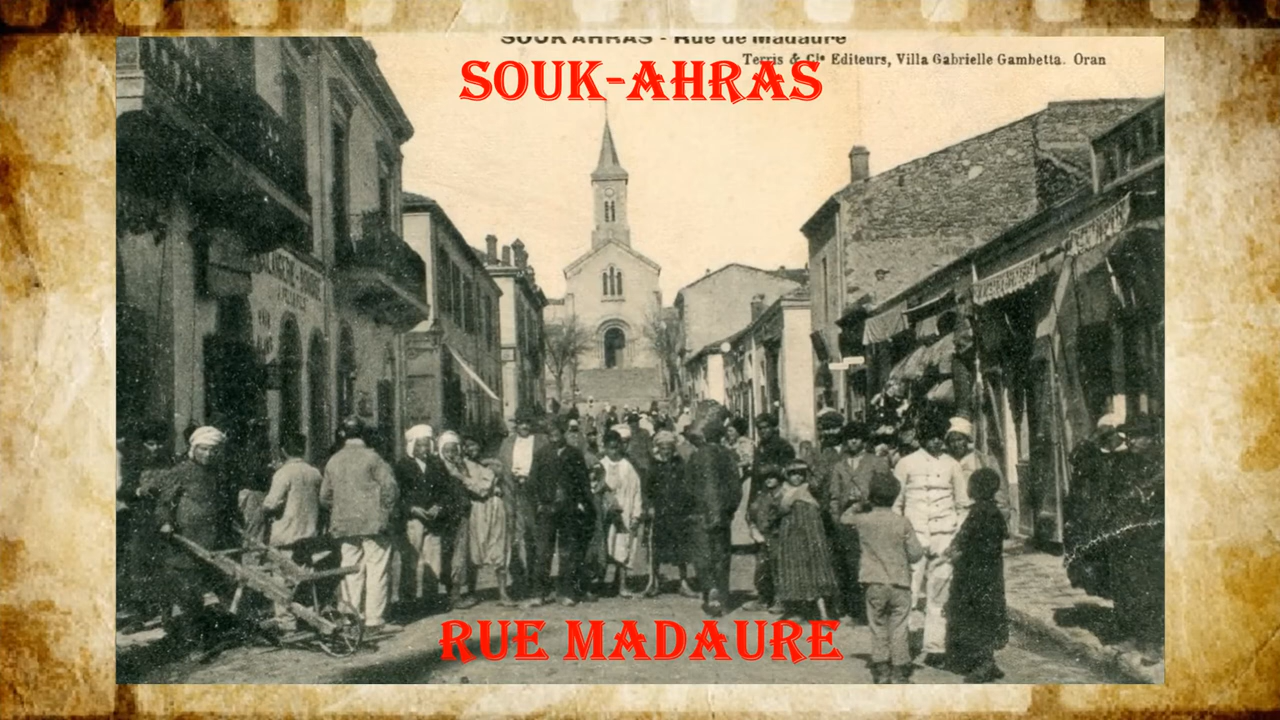 SOUK AHRAS - Rue de Madaure
Terris & Cie Editeurs, Villa Gabrielle Gambetta. Oran
SOUK-AHRAS
RUE MADAURE